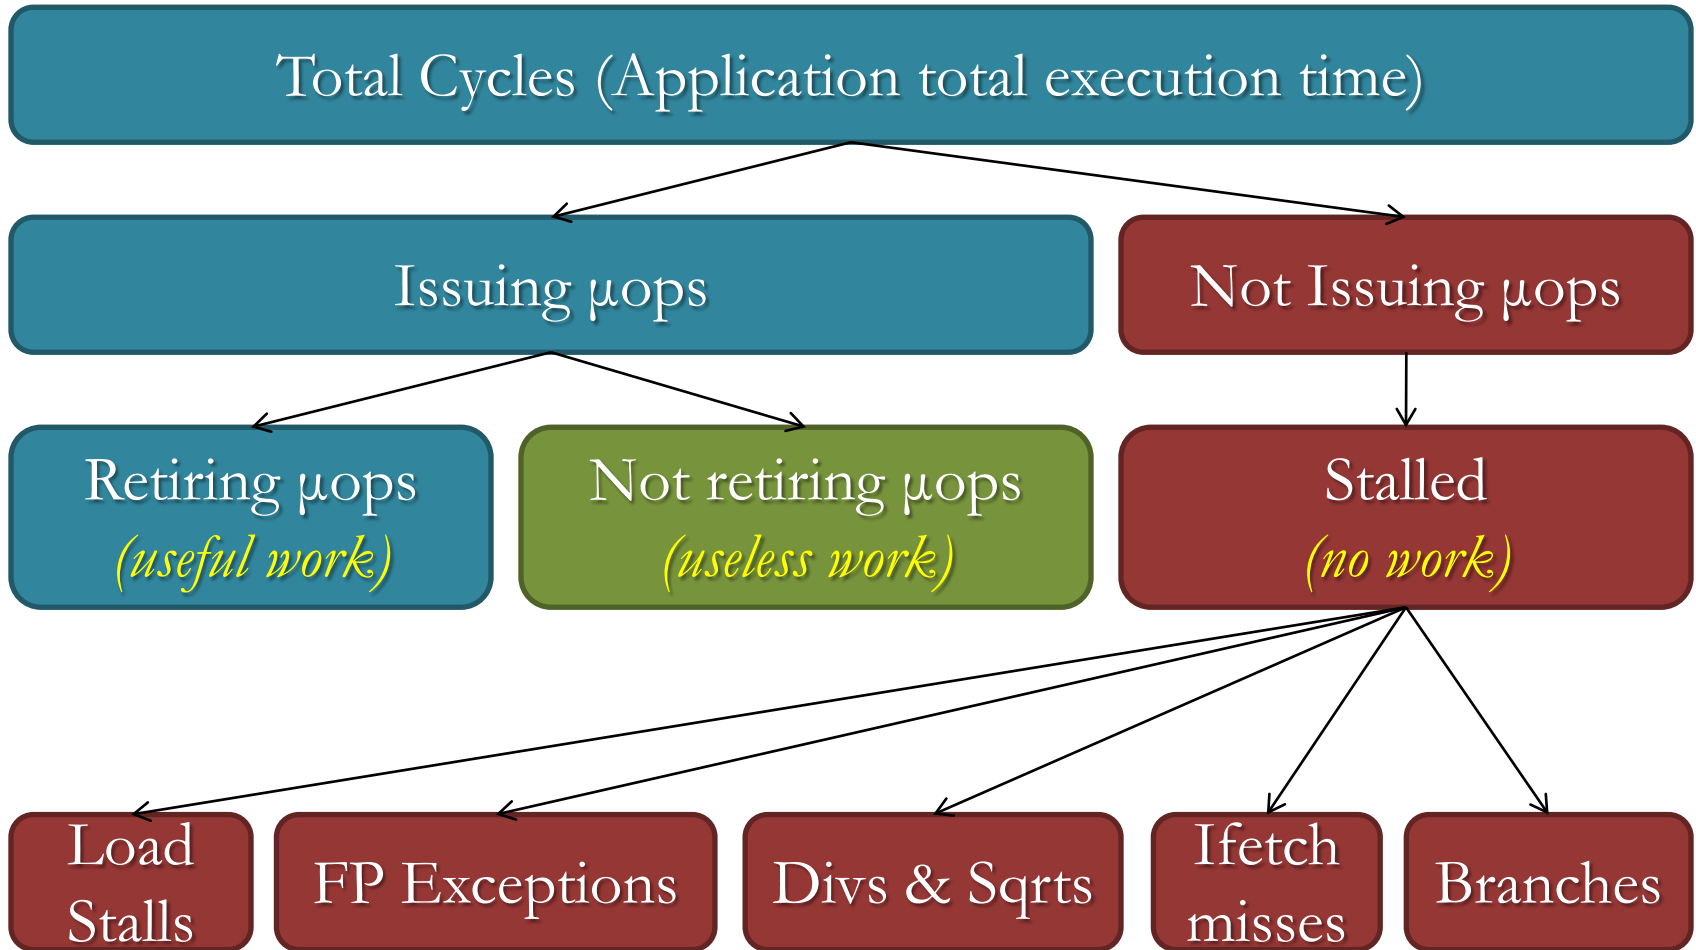 Total Cycles (Application total execution time)
Issuing μops
Not Issuing μops
Retiring μops
(useful work)
Not retiring μops
(useless work)
Stalled
(no work)
Load
Stalls
FP Exceptions
Divs & Sqrts
Ifetch
misses
Branches